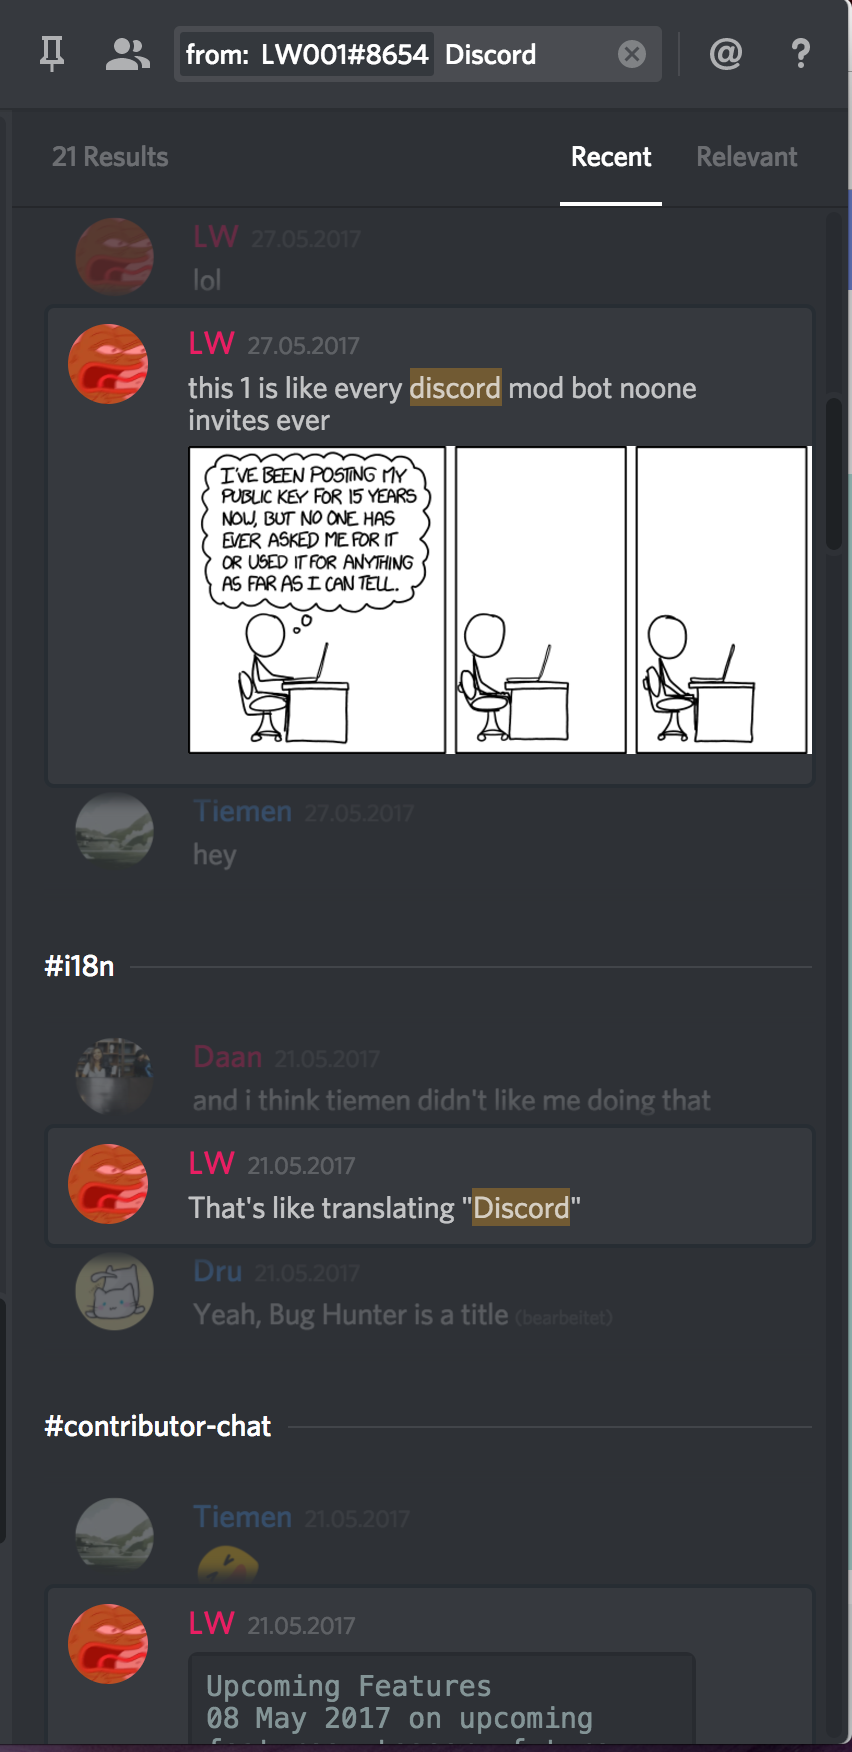 from: LW001#8654 Discord
21 Results
Recent
Relevant
LW 27.05.2017
lol
LW 27.05.2017
this 1 is like every discord mod bot noone
invites ever
I'VE BEEN POSTING MY
PUBLIC KEY FOR 15 YEARS
NOW, BUT NO ONE HAS
EVER ASKED ME FOR IT
OR USED IT FOR ANYTHING
AS FAR AS I CAN TELL.
Tiemen 27.05.2017
hey
#i18n
Daan 21.05.2017
and i think tiemen didn't like me doing that
LW 21.05.2017
That's like translating "Discord"
Dru 21.05.2017
Yeah, Bug Hunter is a title (bearbeitet)
#contributor-chat
Tiemen 21.05.2017
LW 21.05.2017
Upcoming Features
08 May 2017 on upcoming